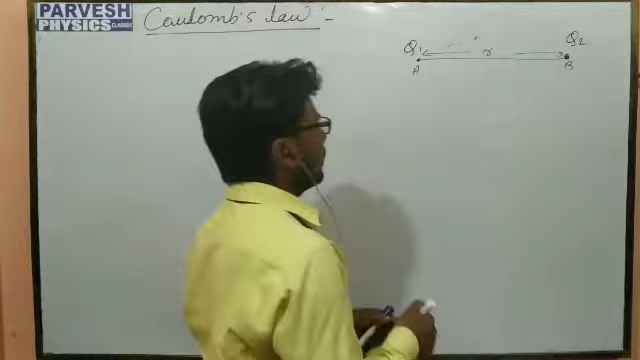 PARVESH
PHYSICS CLASSES
Coulomb's law :-
Q1 r Q2
A B